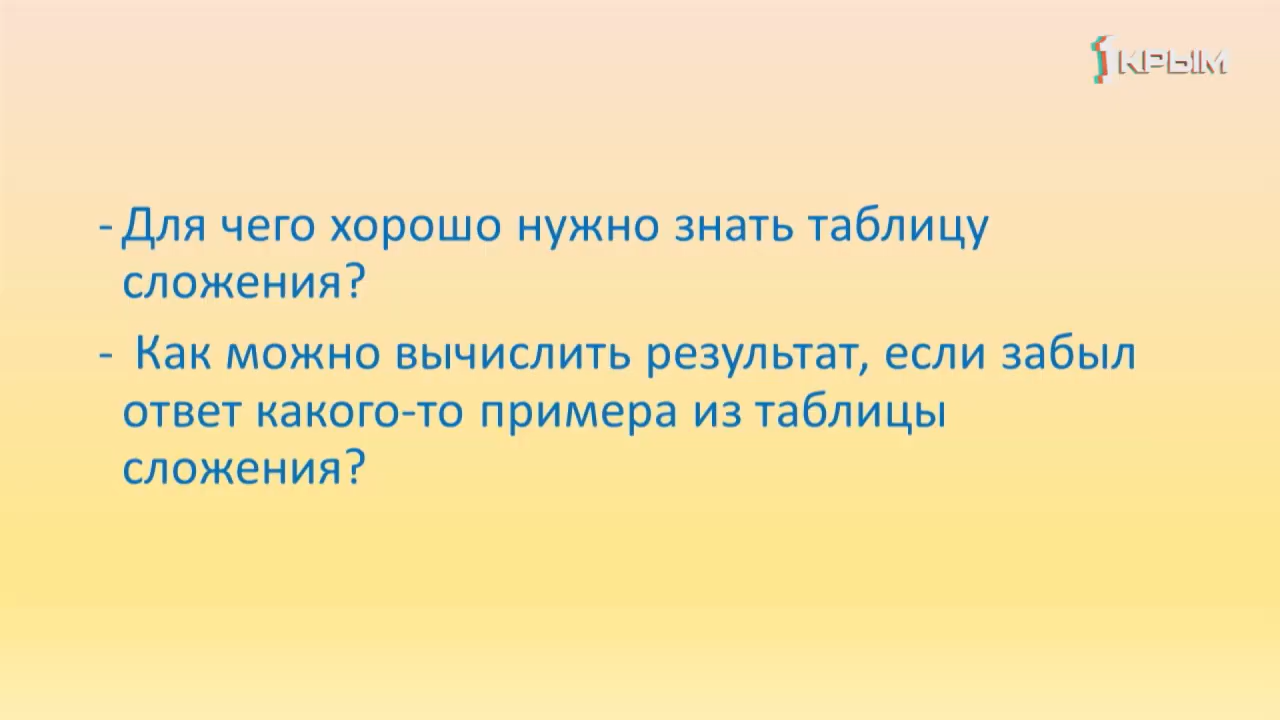 1КРЫМ
- Для чего хорошо нужно знать таблицу
сложения?
- Как можно вычислить результат, если забыл
ответ какого-то примера из таблицы
сложения?